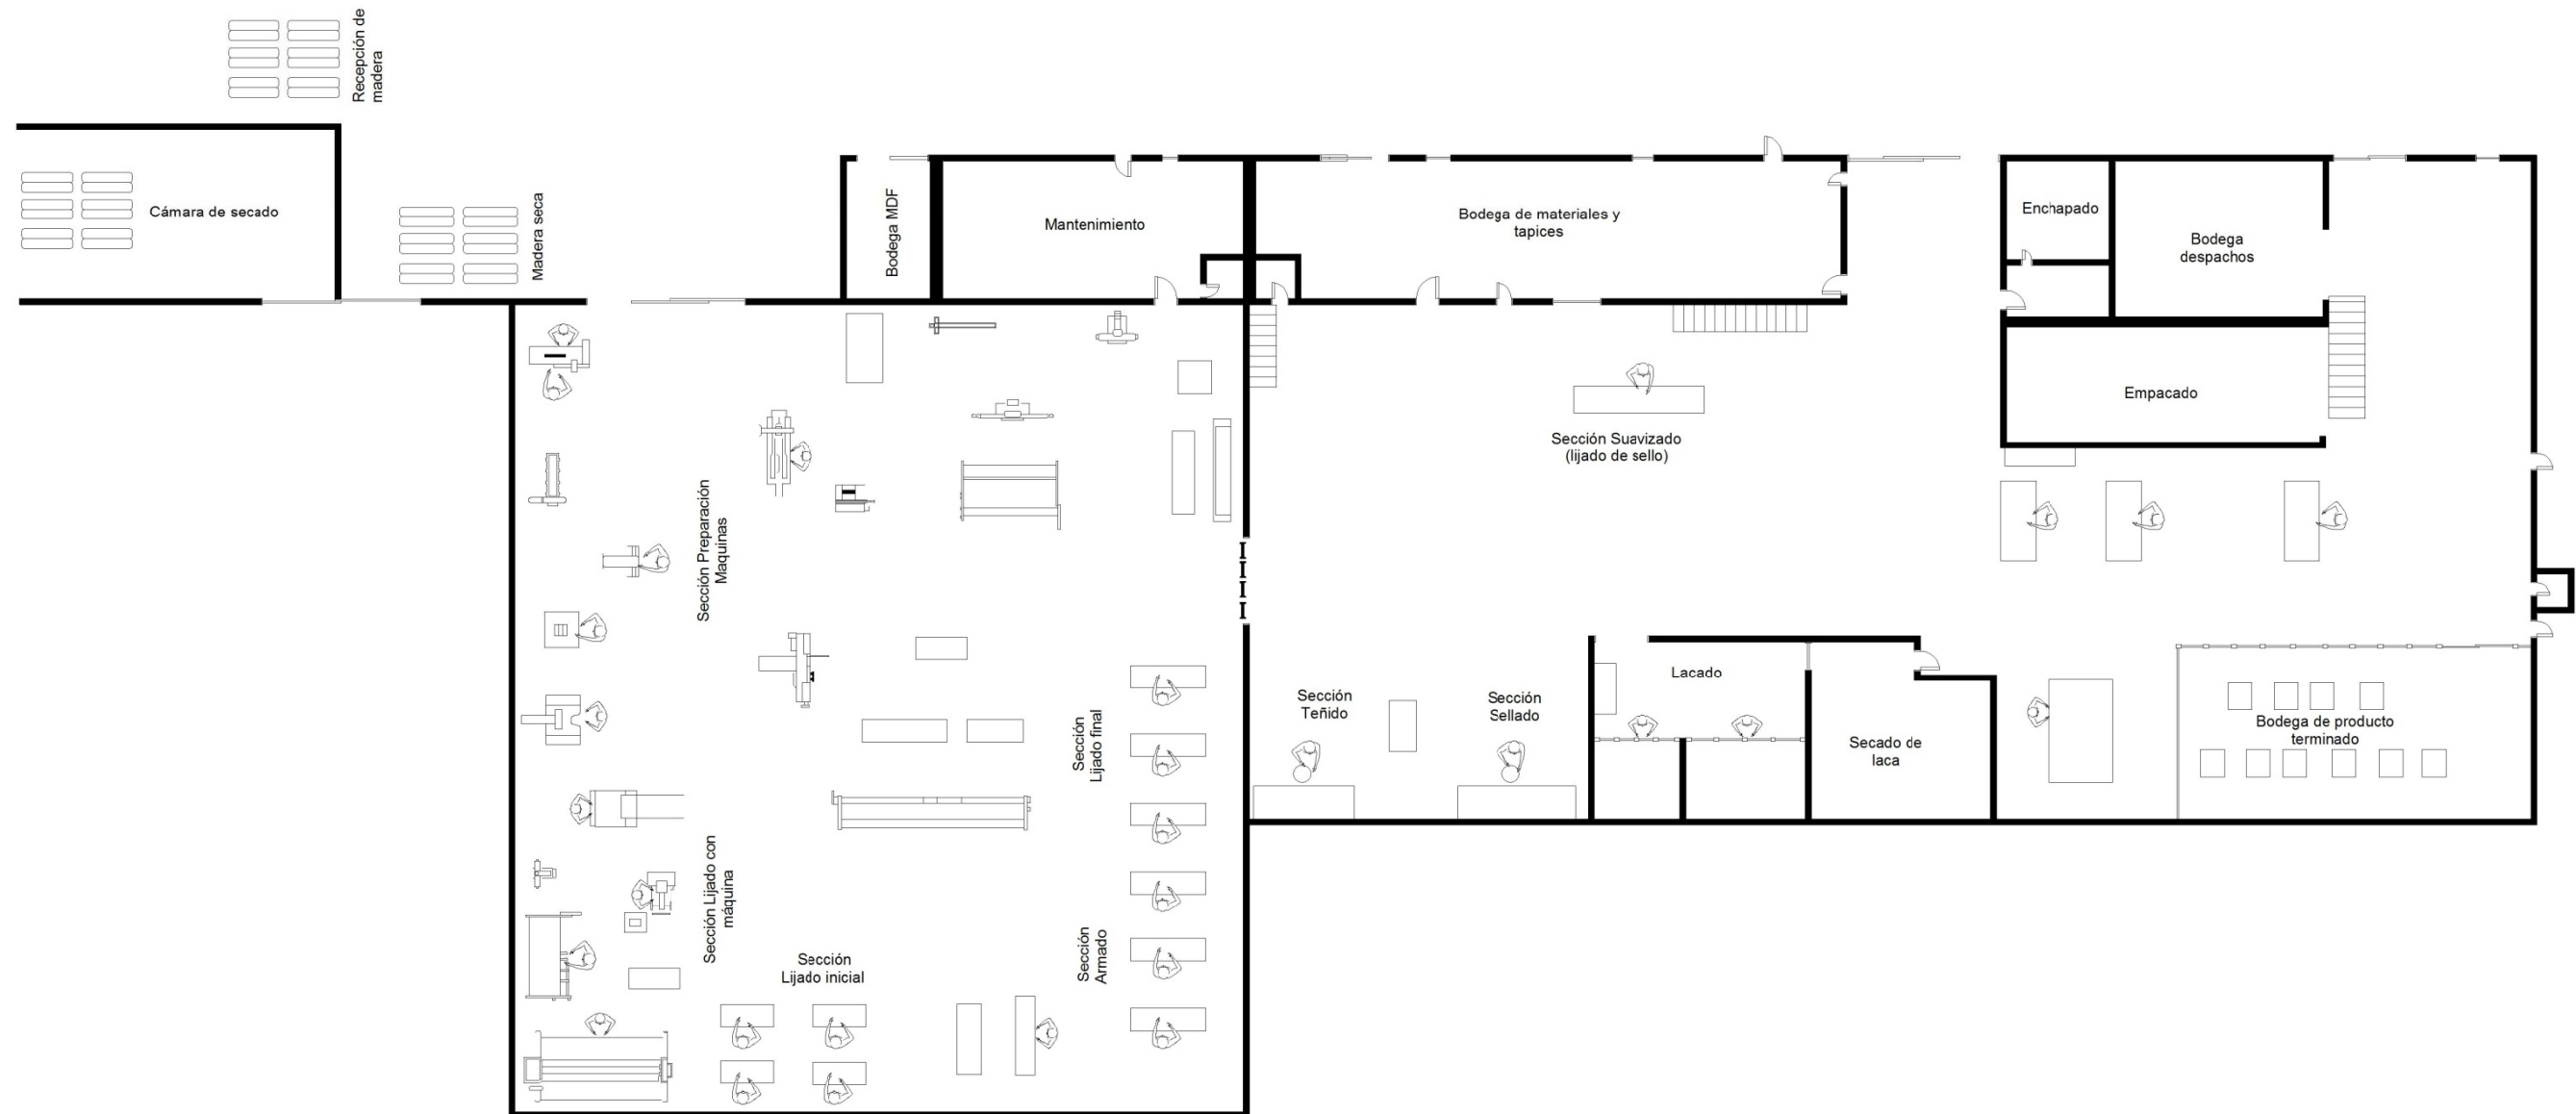 Recepción de
madera
Cámara de secado
Madera seca
Bodega MDF
Mantenimiento
Bodega de materiales y
tapices
Enchapado
Bodega
despachos
Empacado
Sección Suavizado
(lijado de sello)
Sección Preparación
Maquinas
Sección
Teñido
Sección
Sellado
Lacado
Secado de
laca
Bodega de producto
terminado
Sección
Lijado final
Sección Lijado con
máquina
Sección
Lijado inicial
Sección
Armado